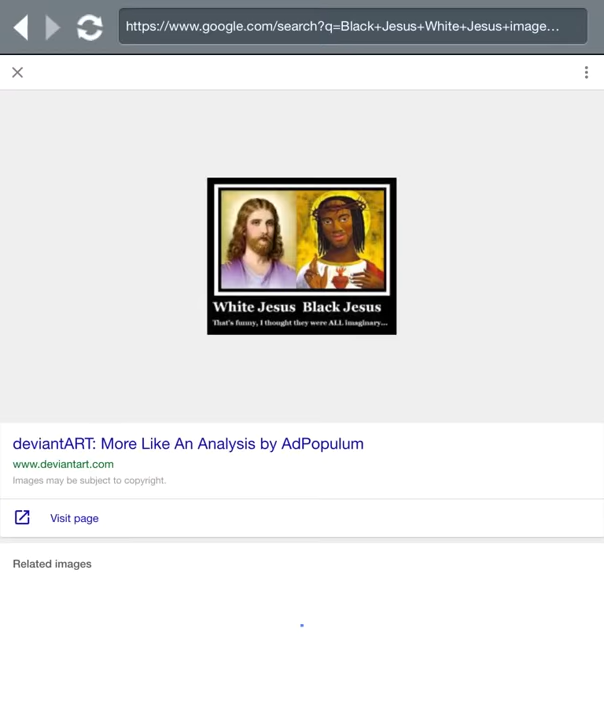 https://www.google.com/search?q=Black+Jesus+White+Jesus+image...
White Jesus Black Jesus
That's funny, I thought they were ALL imaginary...
deviantART: More Like An Analysis by AdPopulum
www.deviantart.com
Images may be subject to copyright.
Visit page
Related images